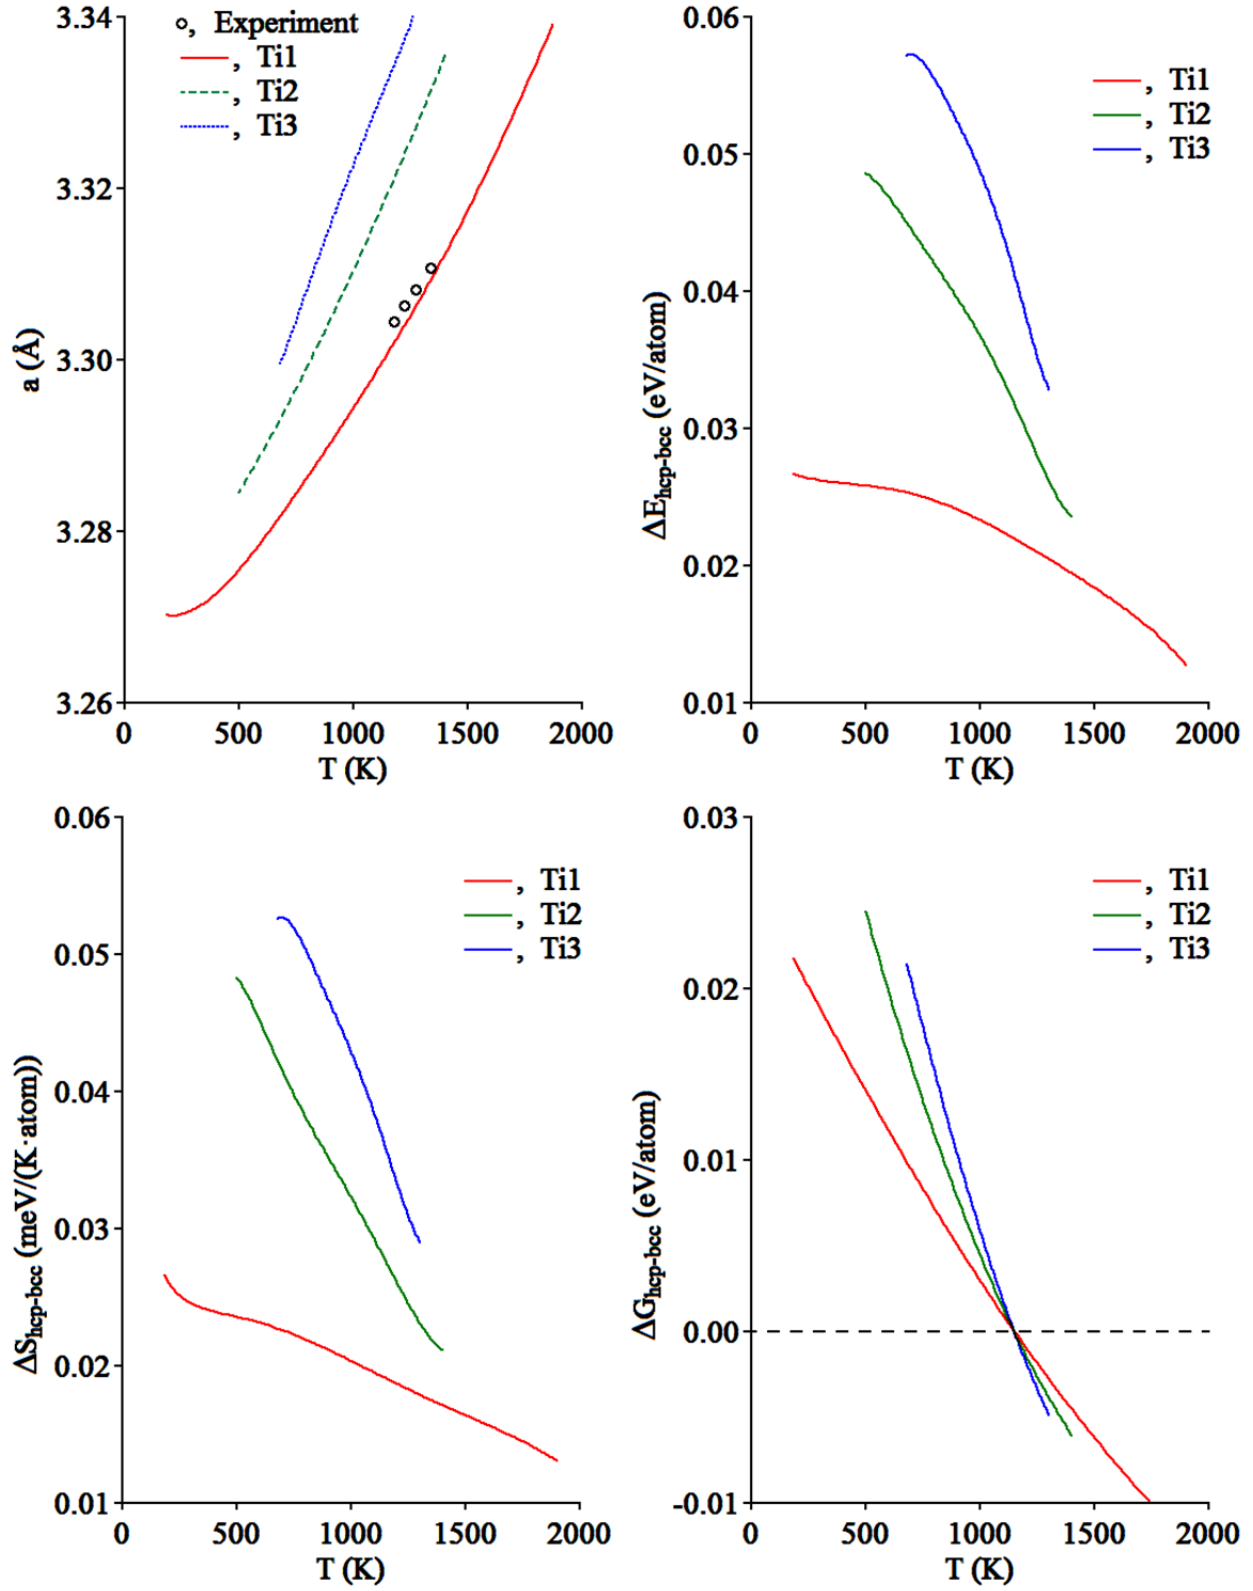 3.34
3.32
3.30
3.28
3.26
a (Å)
o, Experiment
, Ti1
, Ti2
, Ti3
0 500 1000 1500 2000
T (K)
0.06
0.05
0.04
0.03
0.02
0.01
ΔEhcp-bcc (eV/atom)
, Ti1
, Ti2
, Ti3
0 500 1000 1500 2000
T (K)
0.06
0.05
0.04
0.03
0.02
0.01
ΔShcp-bcc (meV/(K·atom))
, Ti1
, Ti2
, Ti3
0 500 1000 1500 2000
T (K)
0.03
0.02
0.01
0.00
-0.01
ΔGhcp-bcc (eV/atom)
, Ti1
, Ti2
, Ti3
0 500 1000 1500 2000
T (K)